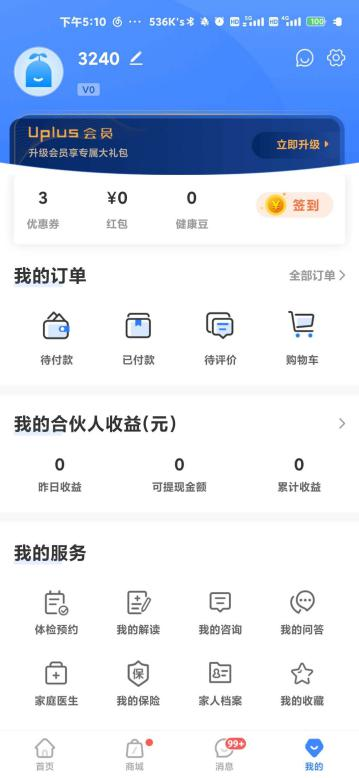 下午5:10 ··· 536K's HD 5G HD 4G 100
3240
V0
Uplus 会员
升级会员享专属大礼包
立即升级
3 ¥0 0 签到
优惠券 红包 健康豆
我的订单 全部订单
待付款 已付款 待评价 购物车
我的合伙人收益(元)
0 0 0
昨日收益 可提现金额 累计收益
我的服务
体检预约 我的解读 我的咨询 我的问答
保
家庭医生 我的保险 家人档案 我的收藏
99+
首页 商城 消息 我的